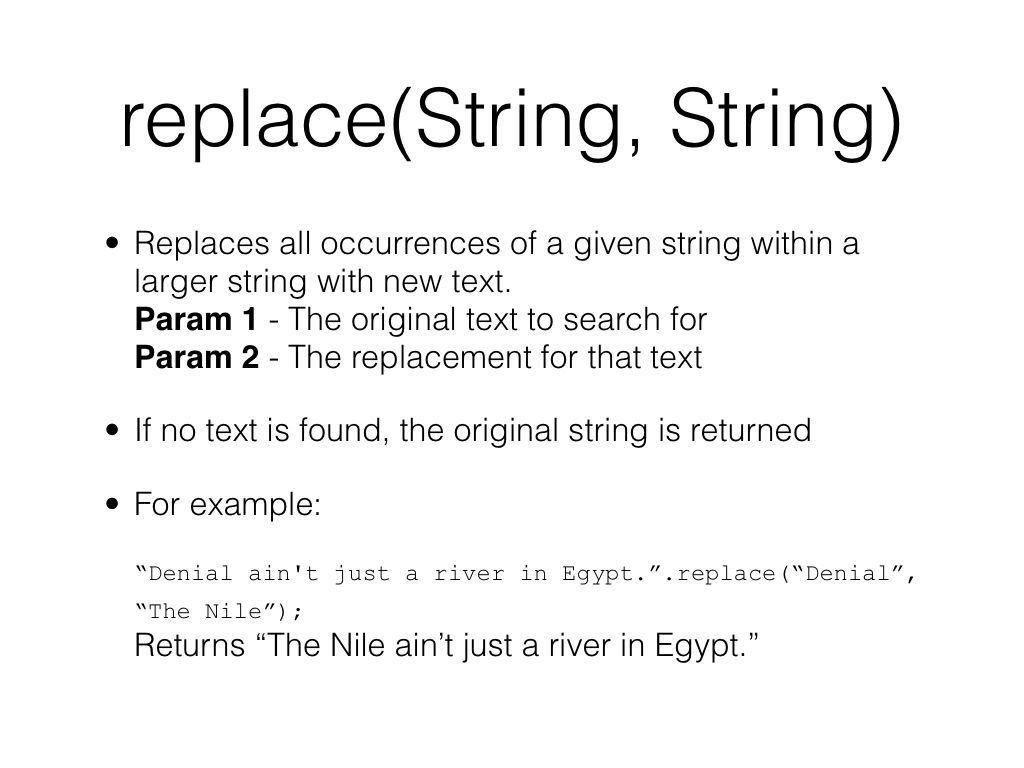 replace(String, String)
• Replaces all occurrences of a given string within a
larger string with new text.
Param 1 - The original text to search for
Param 2 - The replacement for that text
• If no text is found, the original string is returned
• For example:
“Denial ain't just a river in Egypt.”.replace(“Denial”,
“The Nile”);
Returns “The Nile ain’t just a river in Egypt.”